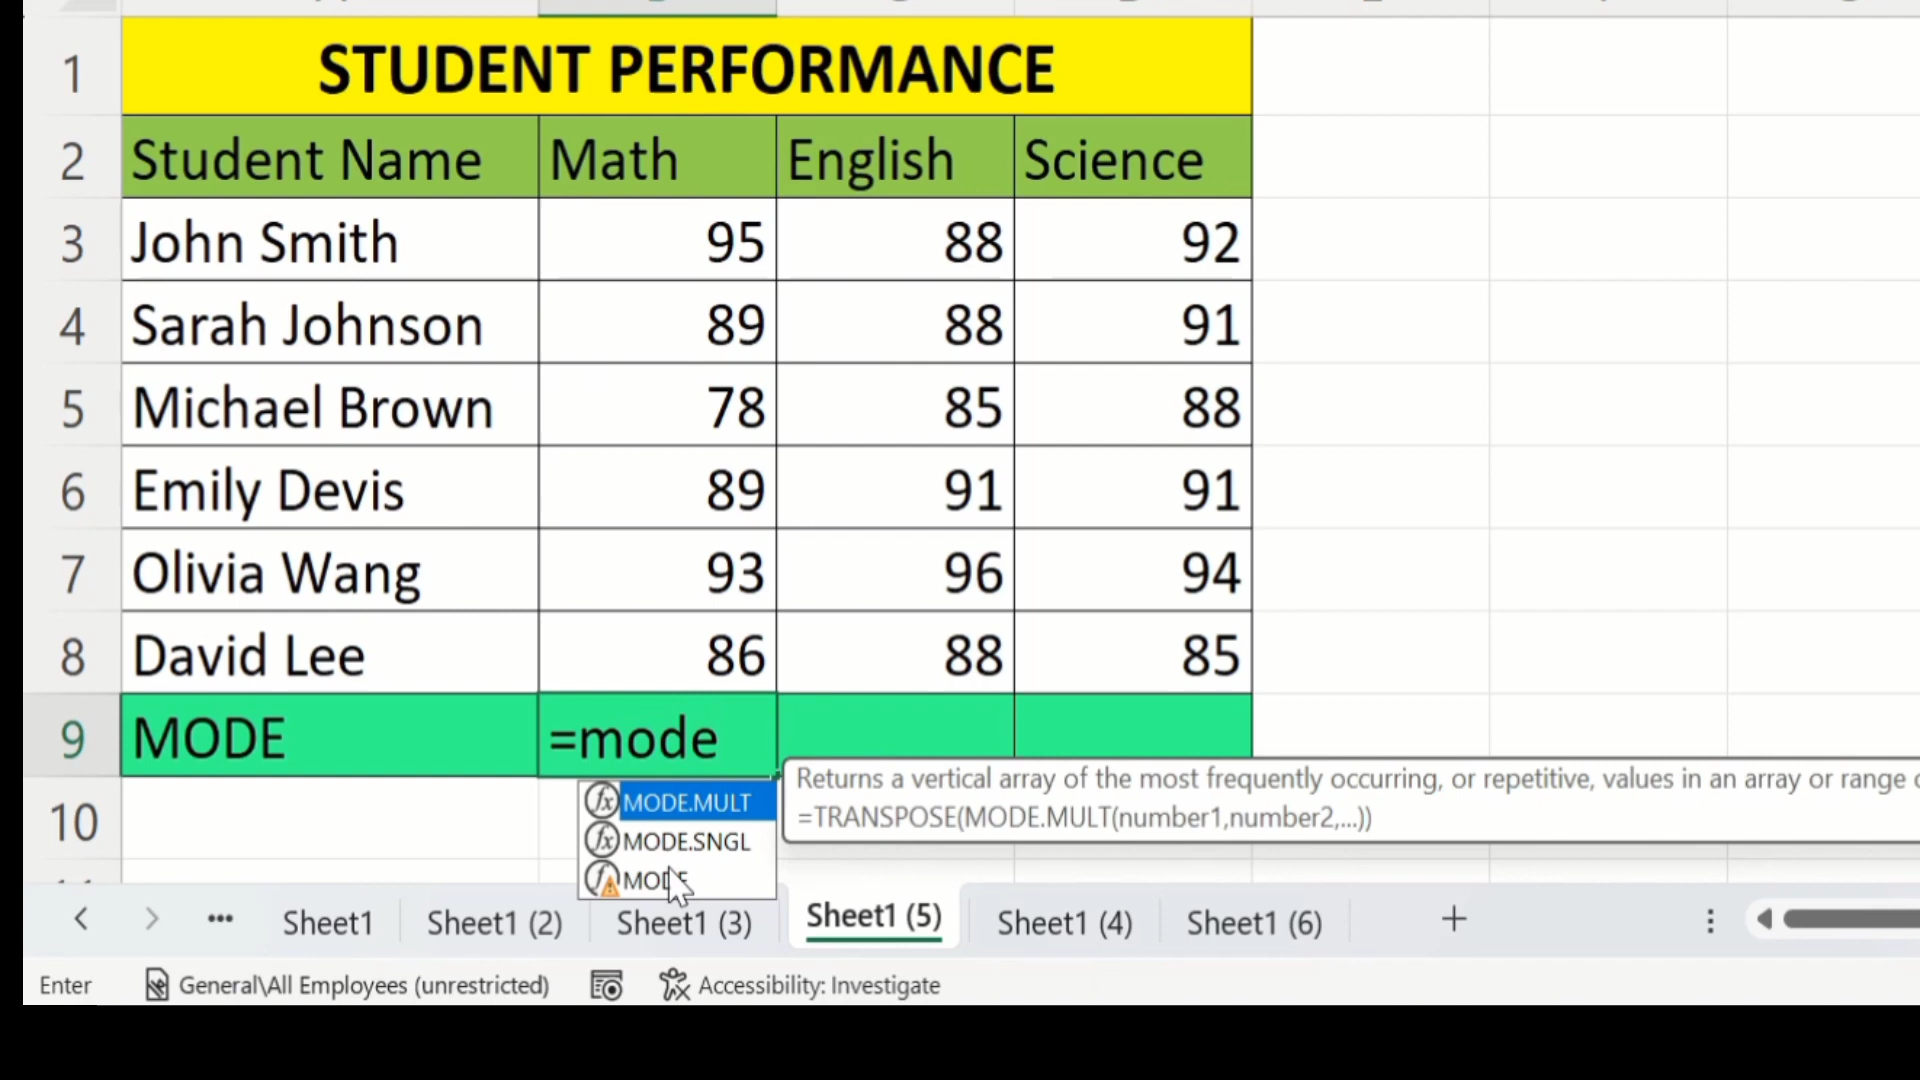 1 STUDENT PERFORMANCE
2 Student Name Math English Science
3 John Smith 95 88 92
4 Sarah Johnson 89 88 91
5 Michael Brown 78 85 88
6 Emily Devis 89 91 91
7 Olivia Wang 93 96 94
8 David Lee 86 88 85
9 MODE =mode
Returns a vertical array of the most frequently occurring, or repetitive, values in an array or range
=TRANSPOSE(MODE.MULT(number1,number2,...))
10
MODE.MULT
MODE.SNGL
MODE
Sheet1 Sheet1 (2) Sheet1 (3) Sheet1 (5) Sheet1 (4) Sheet1 (6)
Enter General\All Employees (unrestricted) Accessibility: Investigate